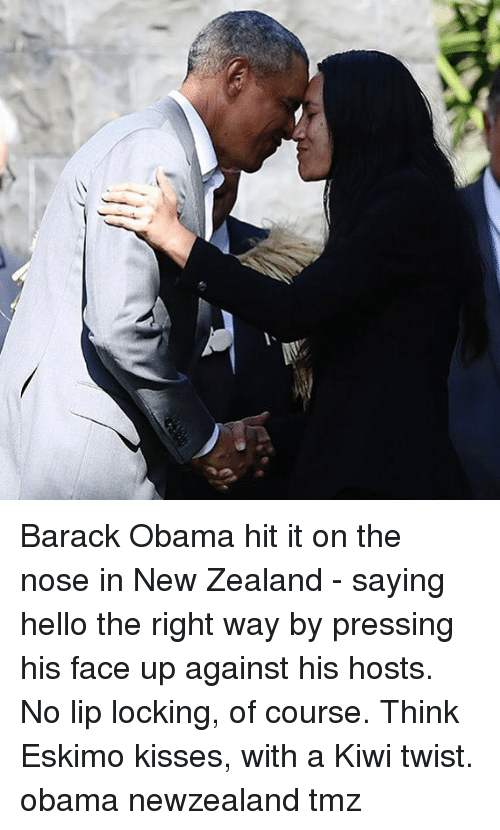 Barack Obama hit it on the
nose in New Zealand - saying
hello the right way by pressing
his face up against his hosts.
No lip locking, of course. Think
Eskimo kisses, with a Kiwi twist.
obama newzealand tmz